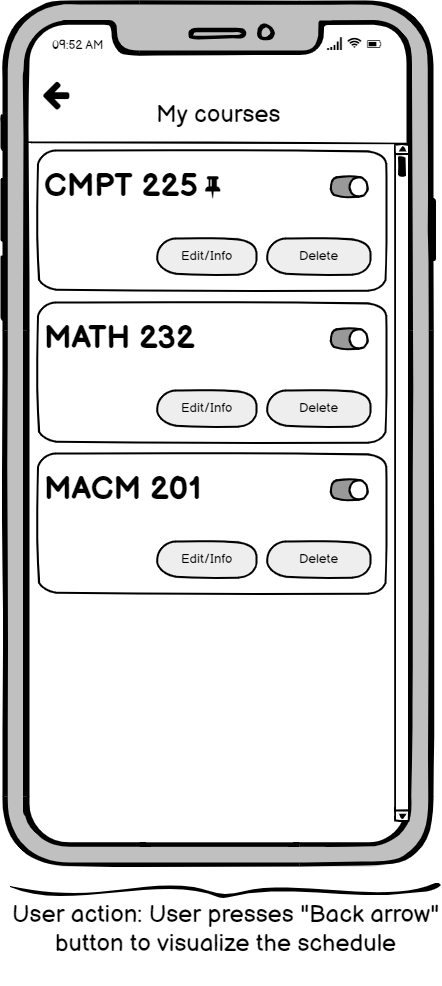 09:52 AM
My courses
CMPT 225
Edit/Info
Delete
MATH 232
Edit/Info
Delete
MACM 201
Edit/Info
Delete
User action: User presses "Back arrow"
button to visualize the schedule